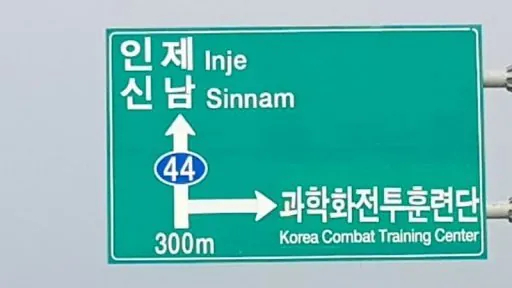 인제 Inje
신남 Sinnam
44
과학화전투훈련단
Korea Combat Training Center
300m